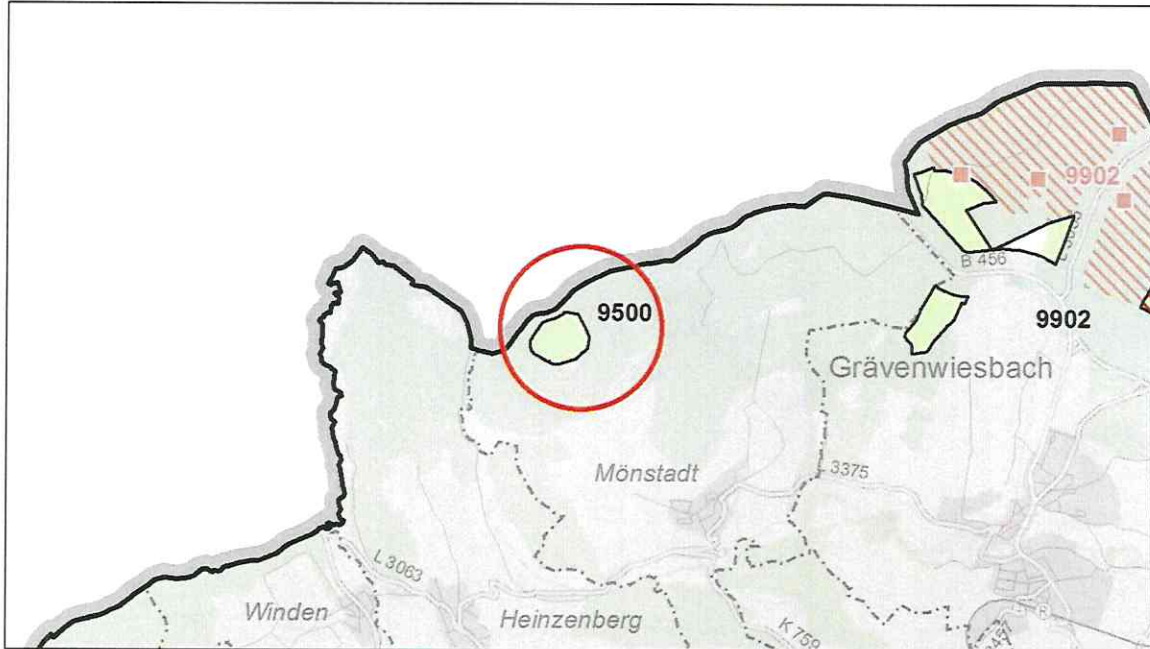 9902
B 456
9500
9902
Grävenwiesbach
Mönstadt
L 3375
L 3063
Winden
Heinzenberg
K 759